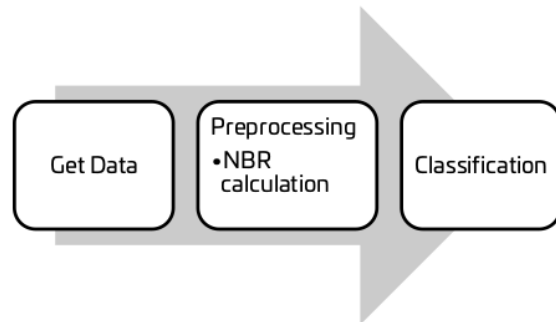 Get Data
Preprocessing
•NBR
calculation
Classification